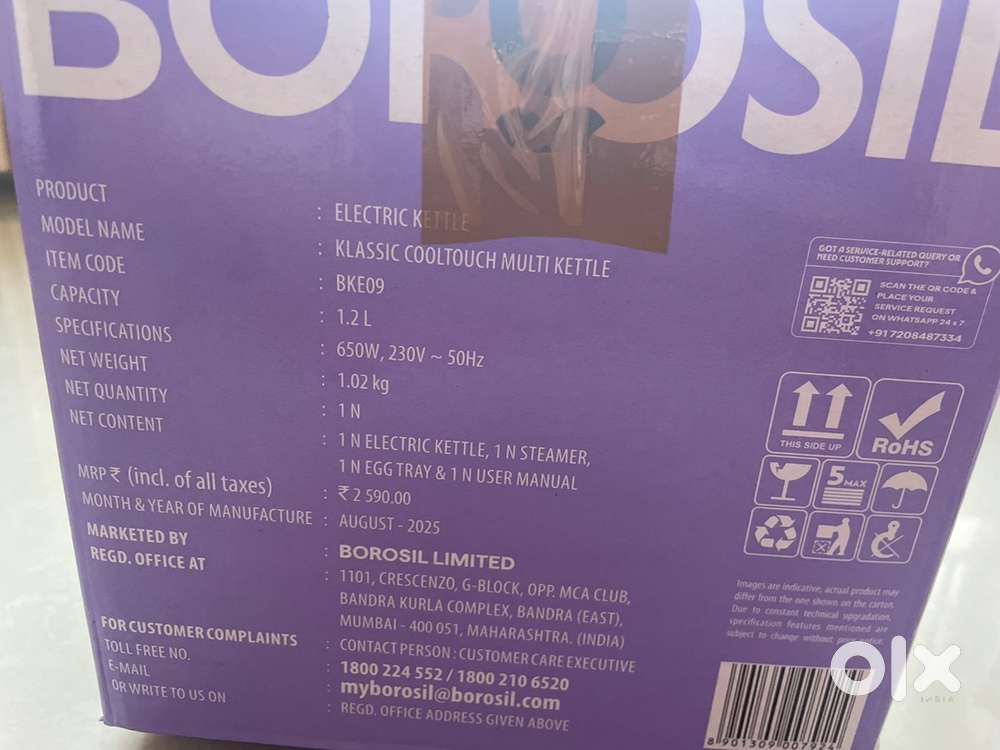 BOROSIL
PRODUCT : ELECTRIC KETTLE
MODEL NAME : KLASSIC COOLTOUCH MULTI KETTLE
ITEM CODE : BKE09
CAPACITY : 1.2 L
SPECIFICATIONS : 650W, 230V ~ 50Hz
NET WEIGHT : 1.02 kg
NET QUANTITY : 1 N
NET CONTENT : 1 N ELECTRIC KETTLE, 1 N STEAMER,
1 N EGG TRAY & 1 N USER MANUAL
MRP ₹ (incl. of all taxes) : ₹ 2 590.00
MONTH & YEAR OF MANUFACTURE : AUGUST - 2025
MARKETED BY : BOROSIL LIMITED
REGD. OFFICE AT : 1101, CRESCENZO, G-BLOCK, OPP. MCA CLUB,
BANDRA KURLA COMPLEX, BANDRA (EAST),
MUMBAI - 400 051, MAHARASHTRA. (INDIA)
FOR CUSTOMER COMPLAINTS : CONTACT PERSON : CUSTOMER CARE EXECUTIVE
TOLL FREE NO. : 1800 224 552 / 1800 210 6520
E-MAIL : myborosil@borosil.com
OR WRITE TO US ON : REGD. OFFICE ADDRESS GIVEN ABOVE
GOT A SERVICE-RELATED QUERY OR
NEED CUSTOMER SUPPORT?
SCAN THE QR CODE &
PLACE YOUR
SERVICE REQUEST
ON WHATSAPP 24 x 7
+91 7208487334
THIS SIDE UP
RoHS
5 MAX
Images are indicative, actual product may
differ from the one shown on the carton.
Due to constant technical upgradation,
specification features mentioned are
subject to change without prior notice.
olx
INDIA